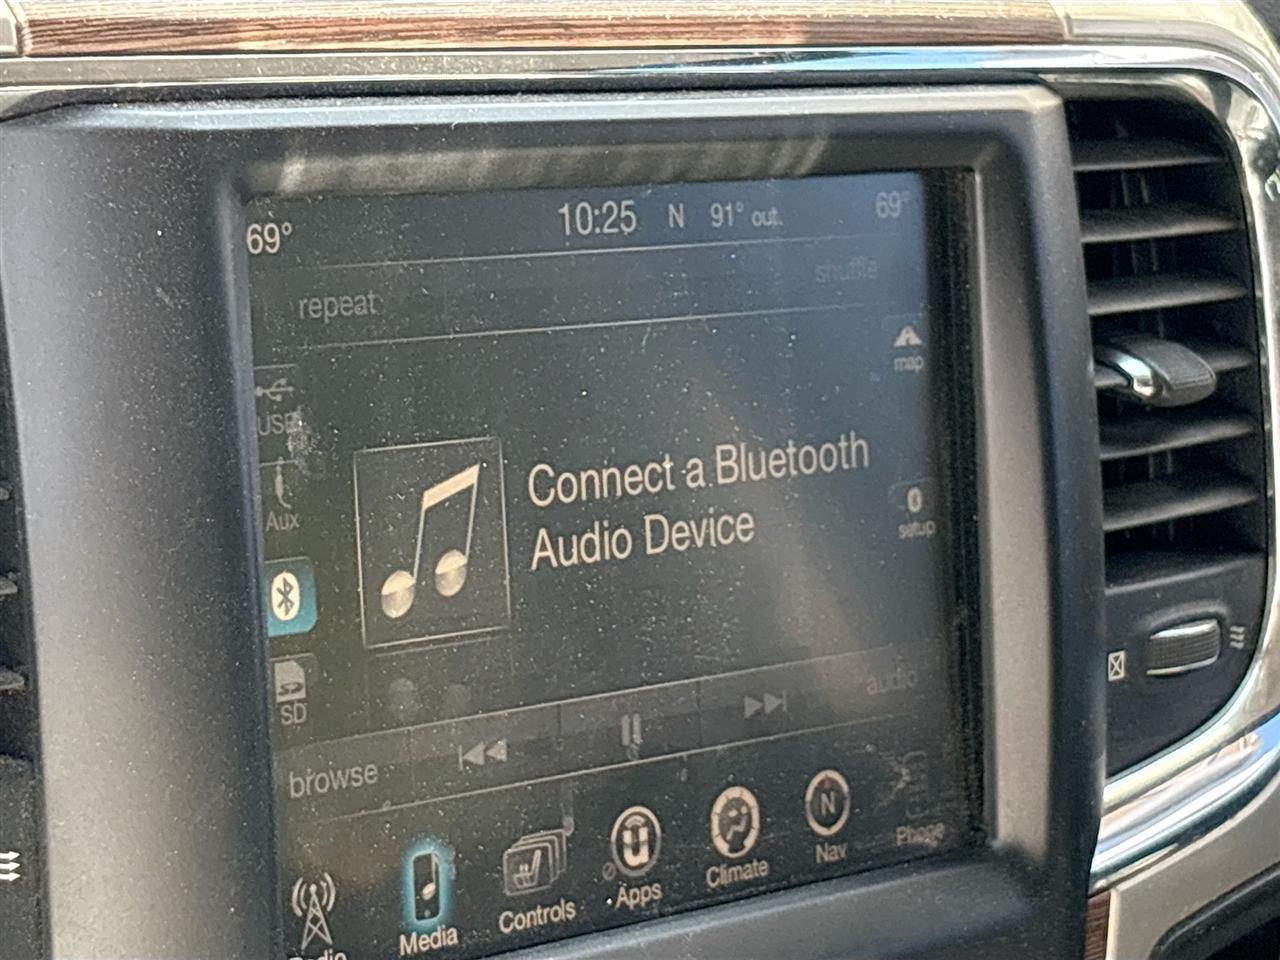 69° 10:25 N 91° out. 69°
repeat shuffle
map
USB
Connect a Bluetooth
Audio Device
Aux
setup
SD
audio
browse
N
Radio Media Controls Apps Climate Nav Phone